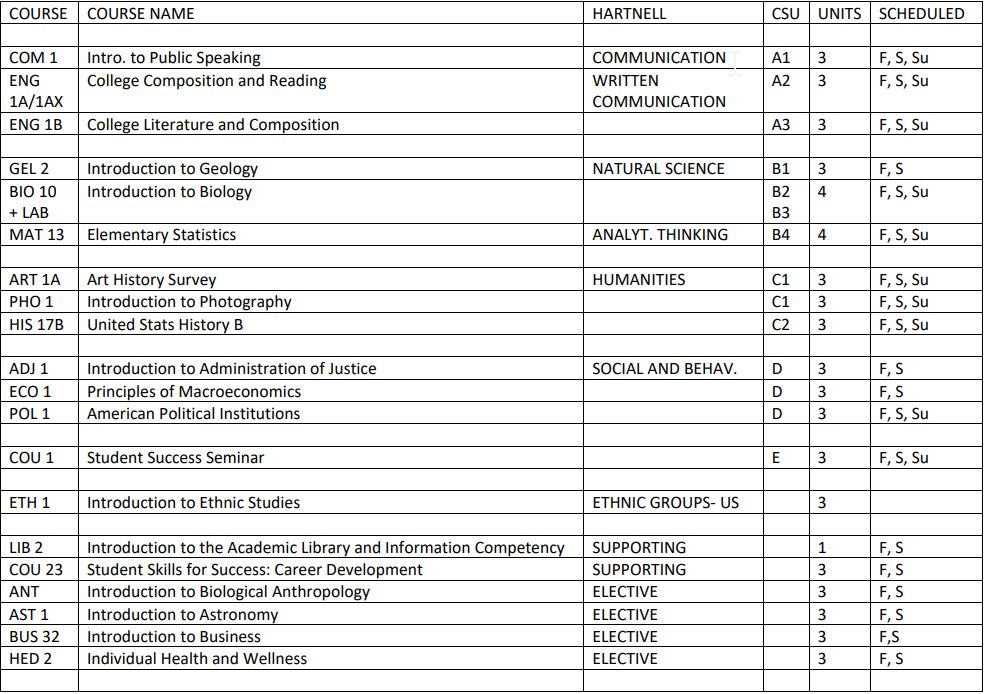 COURSE COURSE NAME HARTNELL CSU UNITS SCHEDULED
COM 1 Intro. to Public Speaking COMMUNICATION A1 3 F, S, Su
ENG College Composition and Reading WRITTEN A2 3 F, S, Su
1A/1AX COMMUNICATION
ENG 1B College Literature and Composition A3 3 F, S, Su
GEL 2 Introduction to Geology NATURAL SCIENCE B1 3 F, S
BIO 10 Introduction to Biology B2 4 F, S, Su
+ LAB B3
MAT 13 Elementary Statistics ANALYT. THINKING B4 4 F, S, Su
ART 1A Art History Survey HUMANITIES C1 3 F, S, Su
PHO 1 Introduction to Photography C1 3 F, S, Su
HIS 17B United Stats History B C2 3 F, S, Su
ADJ 1 Introduction to Administration of Justice SOCIAL AND BEHAV. D 3 F, S
ECO 1 Principles of Macroeconomics D 3 F, S
POL 1 American Political Institutions D 3 F, S, Su
COU 1 Student Success Seminar E 3 F, S, Su
ETH 1 Introduction to Ethnic Studies ETHNIC GROUPS- US 3
LIB 2 Introduction to the Academic Library and Information Competency SUPPORTING 1 F, S
COU 23 Student Skills for Success: Career Development SUPPORTING 3 F, S
ANT Introduction to Biological Anthropology ELECTIVE 3 F, S
AST 1 Introduction to Astronomy ELECTIVE 3 F, S
BUS 32 Introduction to Business ELECTIVE 3 F,S
HED 2 Individual Health and Wellness ELECTIVE 3 F, S